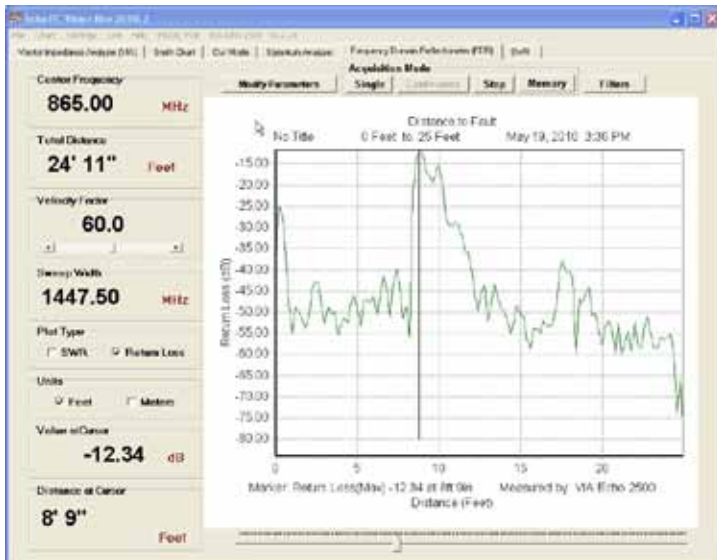 Vector Impedance Analyzer (VIA) Smith Chart Spectrum Analyzer Frequency Domain Reflectometer (FDR)
Center Frequency
865.00 MHz
Total Distance
24' 11" Feet
Velocity Factor
60.0
Sweep Width
1447.50 MHz
Plot Type
SWR Return Loss
Units
Feet Meters
Value at Cursor
-12.34 dB
Distance at Cursor
8' 9"
Feet
Acquisition Mode
Modify Parameters Single Continuous Stop Memory Filters
Distance to Fault
No Title 0 Feet to 25 Feet May 19, 2010 3:36 PM
Return Loss (dB)
-15.00
-20.00
-25.00
-30.00
-35.00
-40.00
-45.00
-50.00
-55.00
-60.00
-65.00
-70.00
-75.00
-80.00
0 5 10 15 20
Marker: Return Loss(Max) -12.34 at 8ft 9in Measured by: VIA Echo 2500
Distance (Feet)